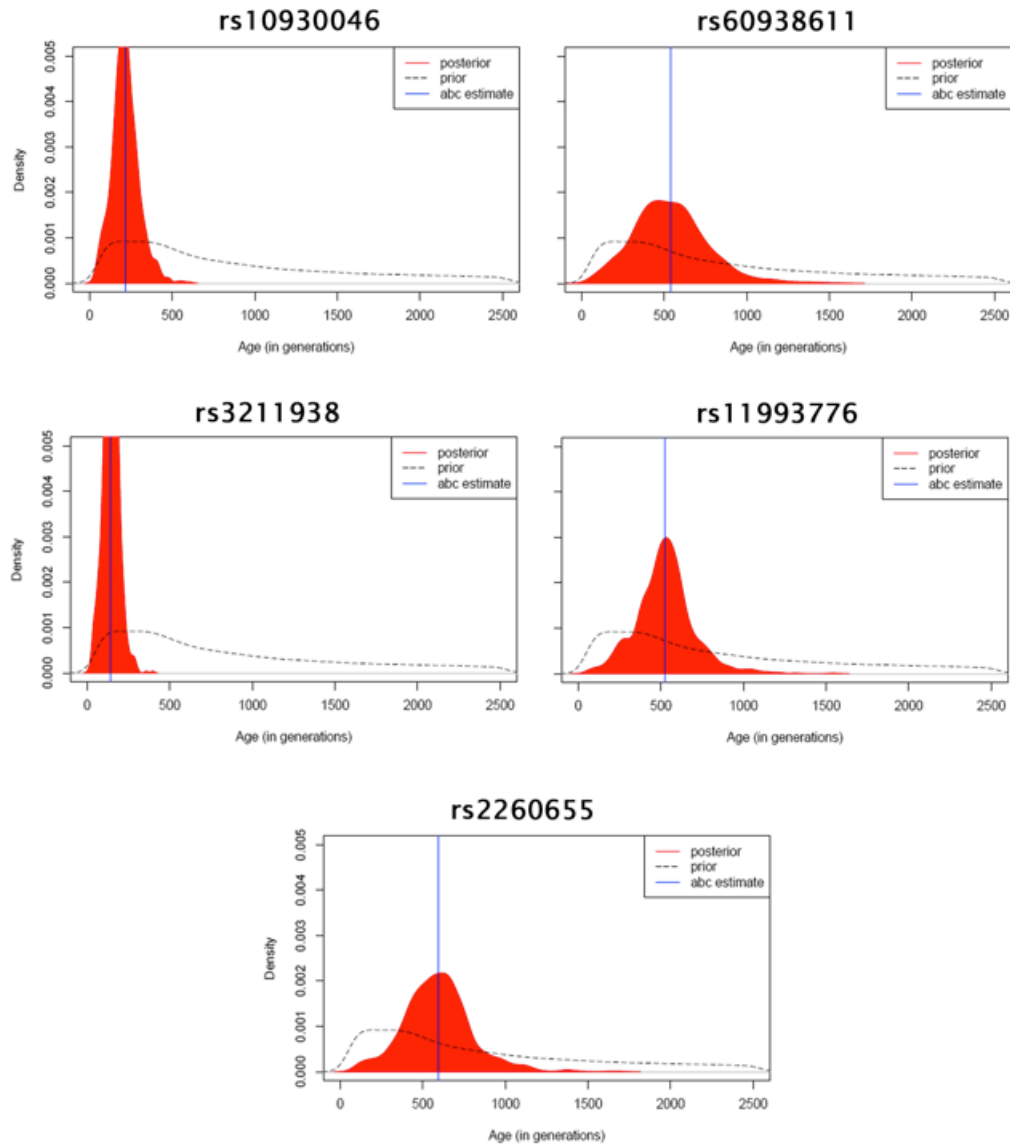 rs10930046
rs60938611
posterior
prior
abc estimate
posterior
prior
abc estimate
Density
0.000 0.001 0.002 0.003 0.004 0.005
0 500 1000 1500 2000 2500
0 500 1000 1500 2000 2500
Age (in generations)
Age (in generations)
rs3211938
rs11993776
posterior
prior
abc estimate
posterior
prior
abc estimate
Density
0.000 0.001 0.002 0.003 0.004 0.005
0 500 1000 1500 2000 2500
0 500 1000 1500 2000 2500
Age (in generations)
Age (in generations)
rs2260655
posterior
prior
abc estimate
Density
0.000 0.001 0.002 0.003 0.004 0.005
0 500 1000 1500 2000 2500
Age (in generations)